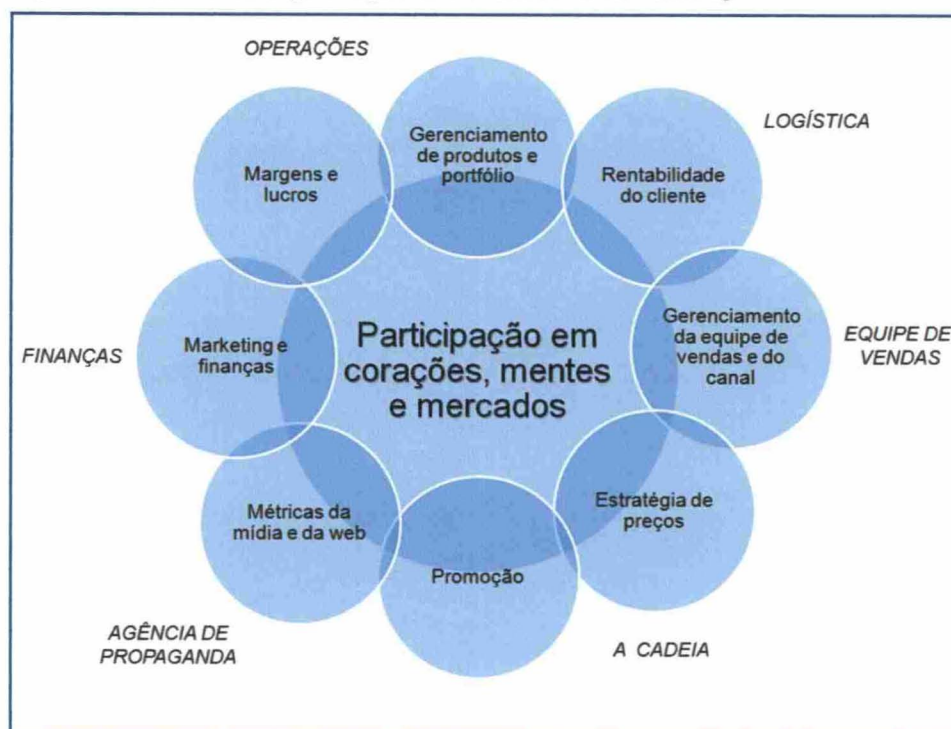 OPERAÇÕES
Gerenciamento
de produtos e
portfólio
LOGÍSTICA
Margens e
lucros
Rentabilidade
do cliente
FINANÇAS
Marketing e
finanças
Participação em
corações, mentes
e mercados
Gerenciamento
da equipe de
vendas e do
canal
EQUIPE DE
VENDAS
Métricas da
mídia e da web
Promoção
Estratégia de
preços
AGÊNCIA DE
PROPAGANDA
A CADEIA